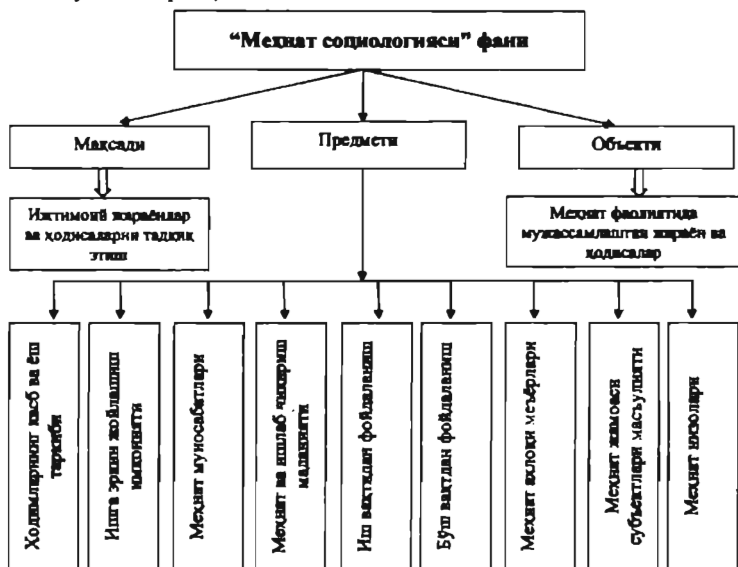 “Меҳнат социологияси” фани
Мақсади
Предмети
Объекти
Ижтимоий жараёнлар
ва ҳодисаларни тадқиқ
этиш
Меҳнат фаолиятида
мужассамлашган жараён ва
ҳодисалар
Ходимларнинг касб ва ёш
таркиби
Ишга эркин жойлашиш
имконияти
Меҳнат муносабатлари
Меҳнат ва ишлаб чиқариш
маданияти
Иш вақтидан фойдаланиш
Бўш вақтдан фойдаланиш
Меҳнат ахлоқи меъёрлари
Меҳнат жамоаси
субъектлари масъулияти
Меҳнат низолари